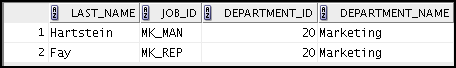 LAST_NAME JOB_ID DEPARTMENT_ID DEPARTMENT_NAME
1 Hartstein MK_MAN 20 Marketing
2 Fay MK_REP 20 Marketing